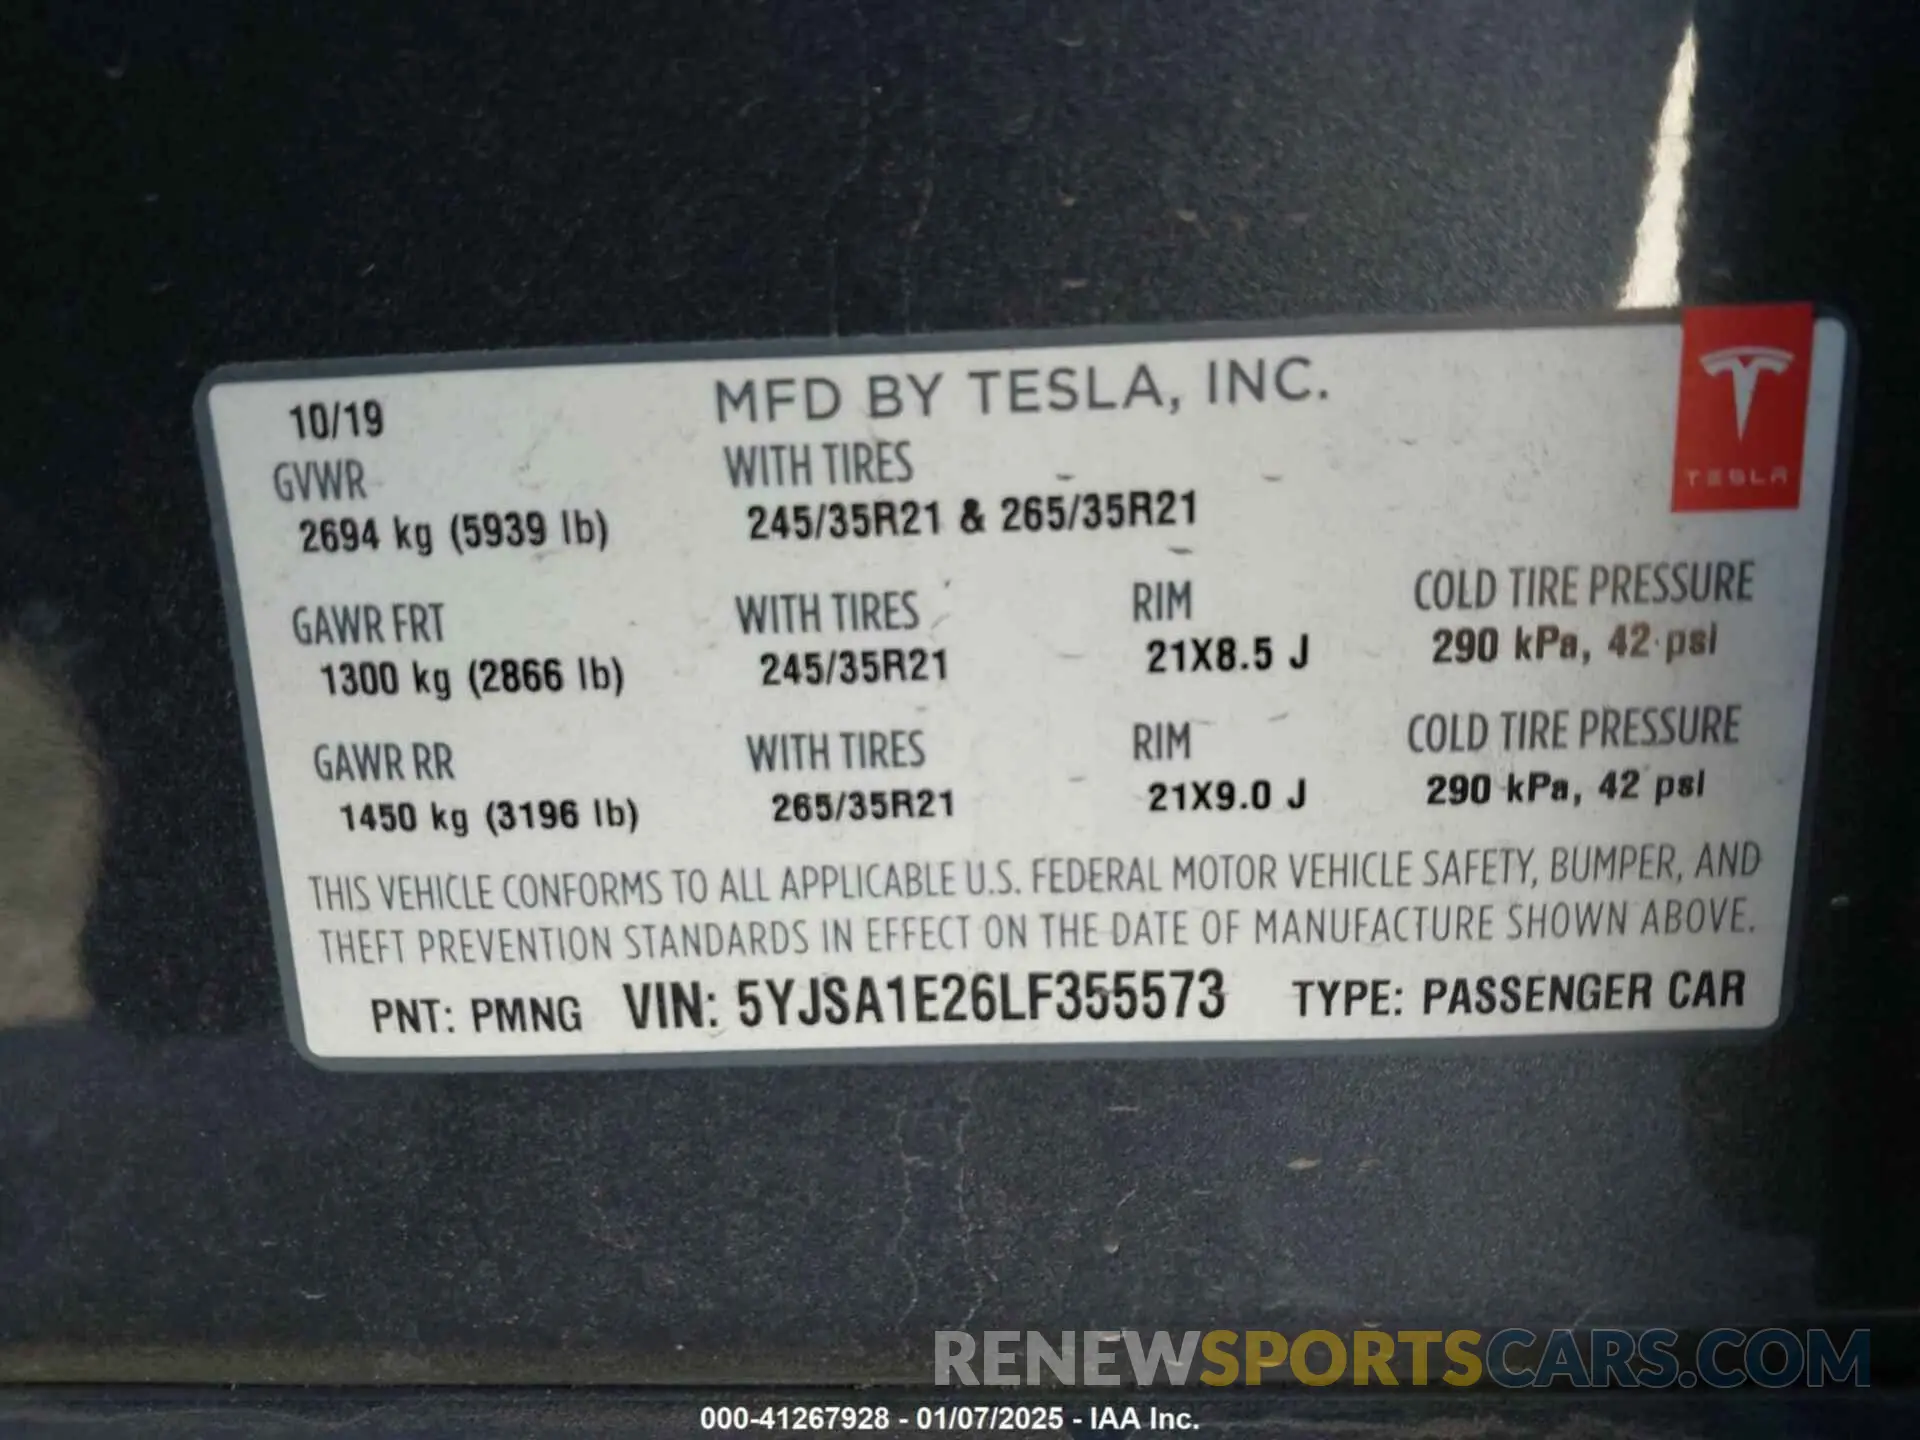 MFD BY TESLA, INC.
10/19
GVWR WITH TIRES
2694 kg (5939 lb) 245/35R21 & 265/35R21
TESLA
GAWR FRT WITH TIRES RIM COLD TIRE PRESSURE
1300 kg (2866 lb) 245/35R21 21X8.5 J 290 kPa, 42 psi
GAWR RR WITH TIRES RIM COLD TIRE PRESSURE
1450 kg (3196 lb) 265/35R21 21X9.0 J 290 kPa, 42 psi
THIS VEHICLE CONFORMS TO ALL APPLICABLE U.S. FEDERAL MOTOR VEHICLE SAFETY, BUMPER, AND
THEFT PREVENTION STANDARDS IN EFFECT ON THE DATE OF MANUFACTURE SHOWN ABOVE.
PNT: PMNG VIN: 5YJSA1E26LF355573 TYPE: PASSENGER CAR
RENEWSPORTSCARS.COM
000-41267928 - 01/07/2025 - IAA Inc.